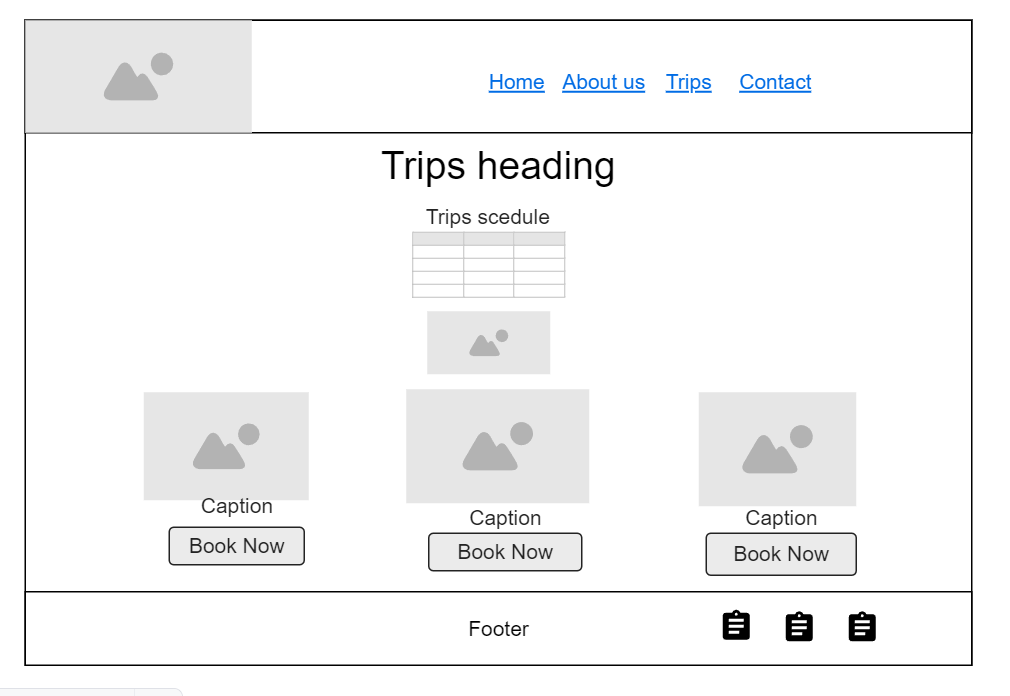 Home About us Trips Contact
Trips heading
Trips scedule
Caption
Book Now
Caption
Book Now
Caption
Book Now
Footer